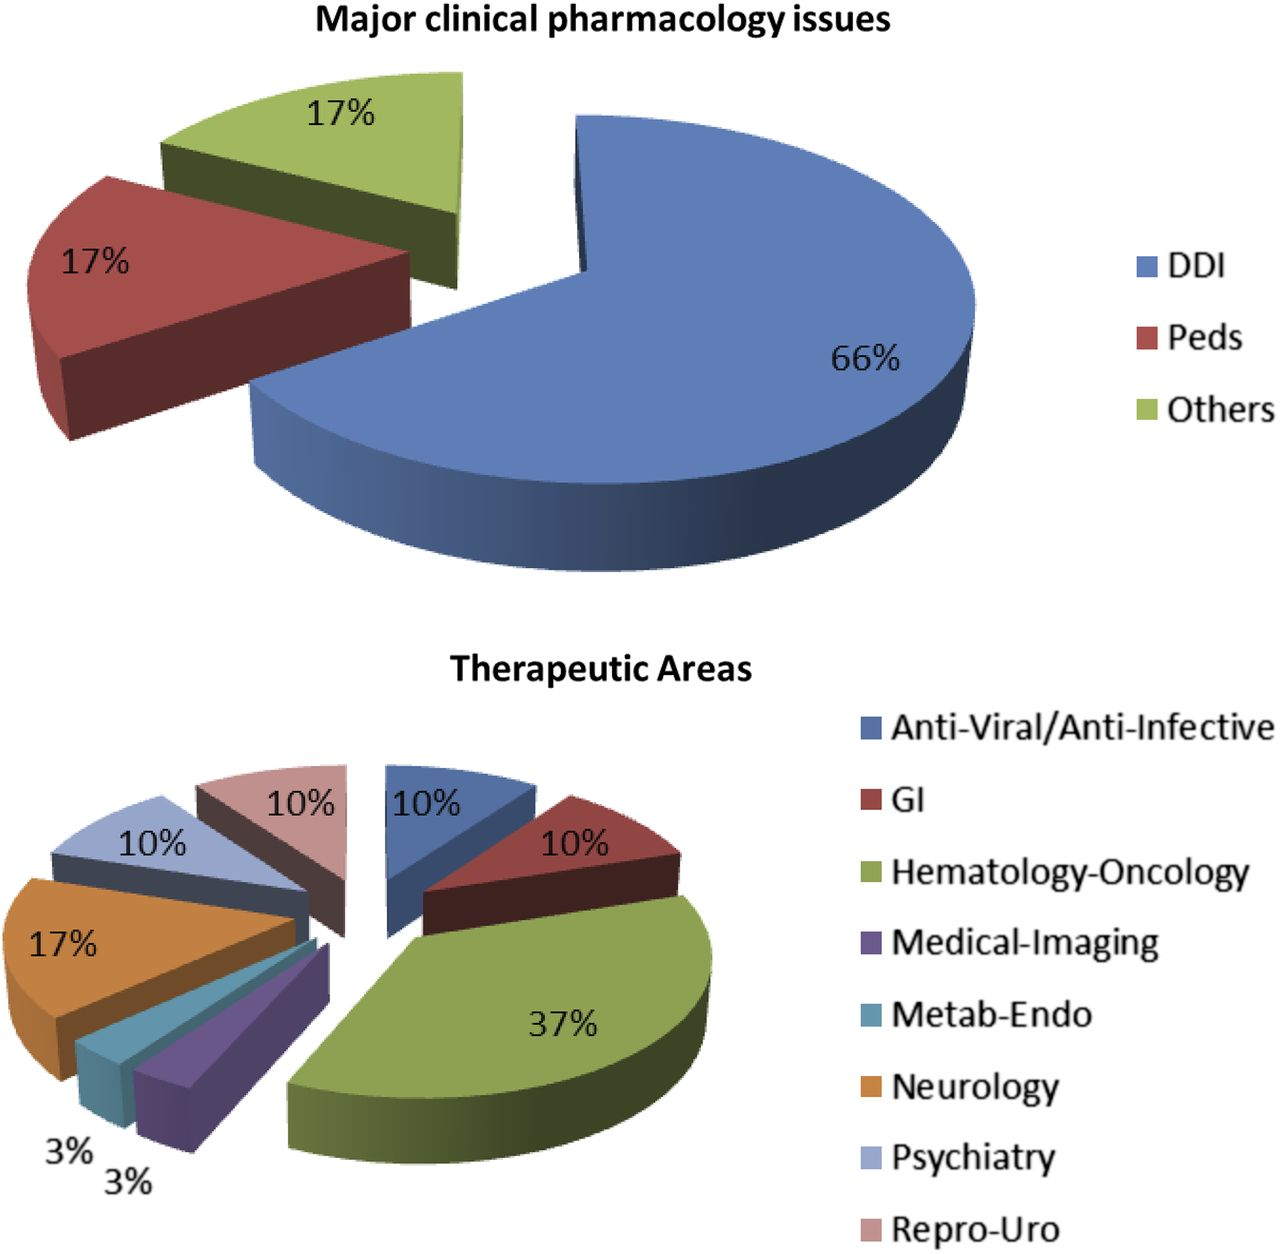 Major clinical pharmacology issues
17%
17%
66%
DDI
Peds
Others
Therapeutic Areas
10%
10%
10%
10%
17%
37%
3%
3%
Anti-Viral/Anti-Infective
GI
Hematology-Oncology
Medical-Imaging
Metab-Endo
Neurology
Psychiatry
Repro-Uro